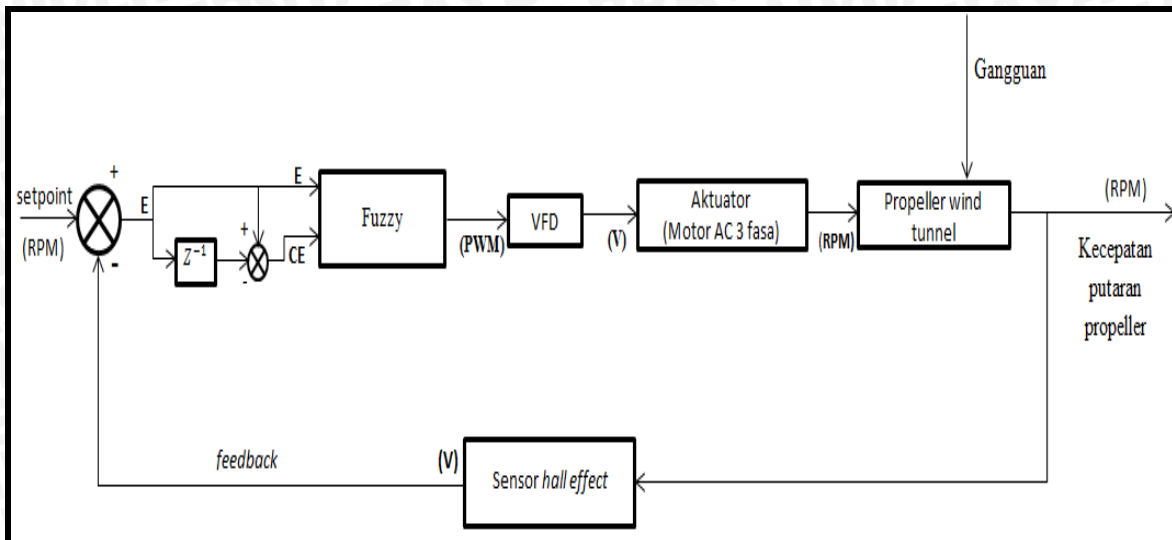 Gangguan
+
setpoint
(RPM)
-
E
E
+
Z⁻¹
-
CE
Fuzzy
(PWM)
VFD
(V)
Aktuator
(Motor AC 3 fasa)
(RPM)
Propeller wind
tunnel
(RPM)
Kecepatan
putaran
propeller
feedback
(V)
Sensor hall effect